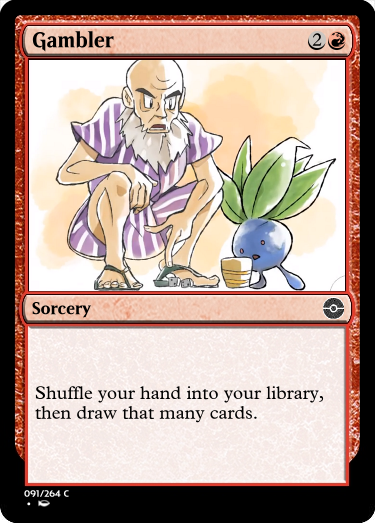 Gambler 2
Sorcery
Shuffle your hand into your library,
then draw that many cards.
091/264 C